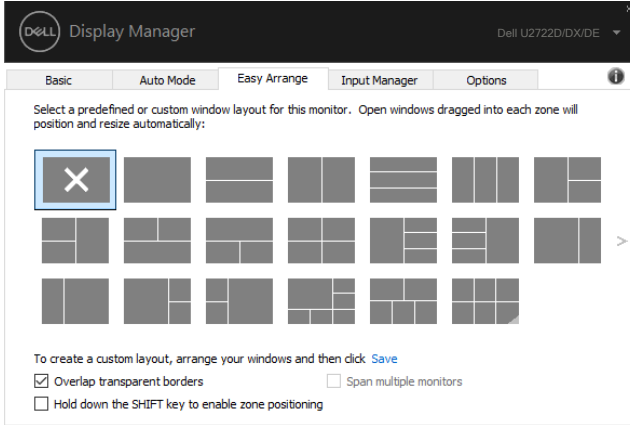 DELL Display Manager
Dell U2722D/DX/DE
Basic Auto Mode Easy Arrange Input Manager Options
Select a predefined or custom window layout for this monitor. Open windows dragged into each zone will
position and resize automatically:
To create a custom layout, arrange your windows and then click Save
Overlap transparent borders
Span multiple monitors
Hold down the SHIFT key to enable zone positioning